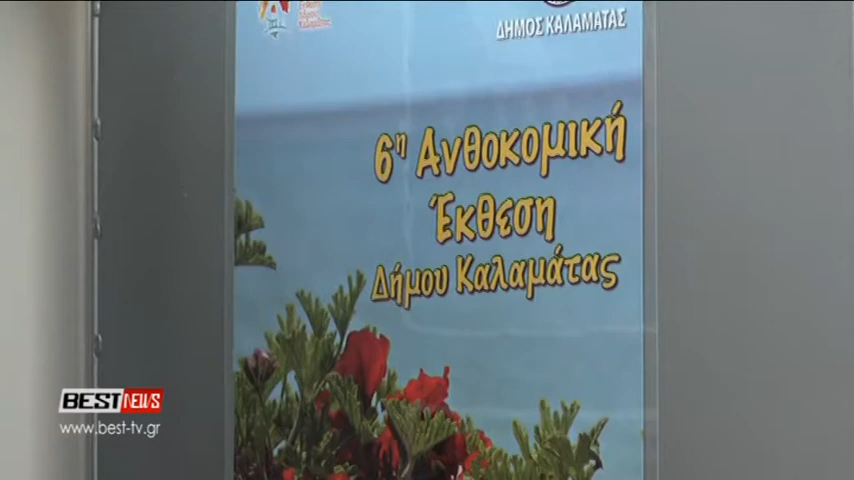 ΔΗΜΟΣ ΚΑΛΑΜΑΤΑΣ
6η Ανθοκομική
Έκθεση
Δήμου Καλαμάτας
BEST NEWS
www.best-tv.gr